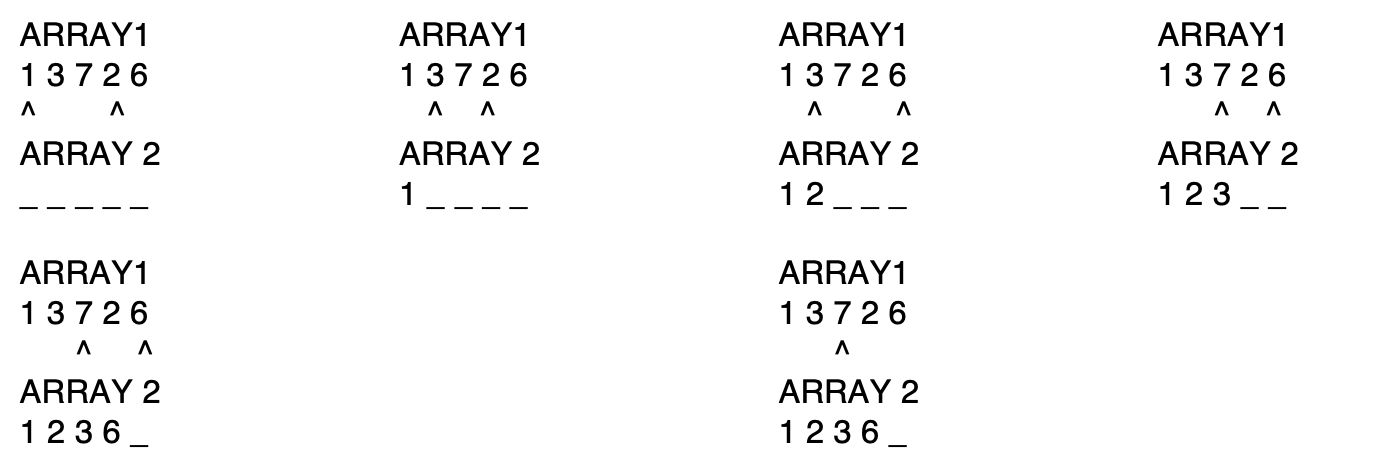 ARRAY1
1 3 7 2 6
^ ^
ARRAY 2
_ _ _ _ _
ARRAY1
1 3 7 2 6
^ ^
ARRAY 2
1 _ _ _ _
ARRAY1
1 3 7 2 6
^ ^
ARRAY 2
1 2 _ _ _
ARRAY1
1 3 7 2 6
^ ^
ARRAY 2
1 2 3 _ _
ARRAY1
1 3 7 2 6
^ ^
ARRAY 2
1 2 3 6 _
ARRAY1
1 3 7 2 6
^
ARRAY 2
1 2 3 6 _